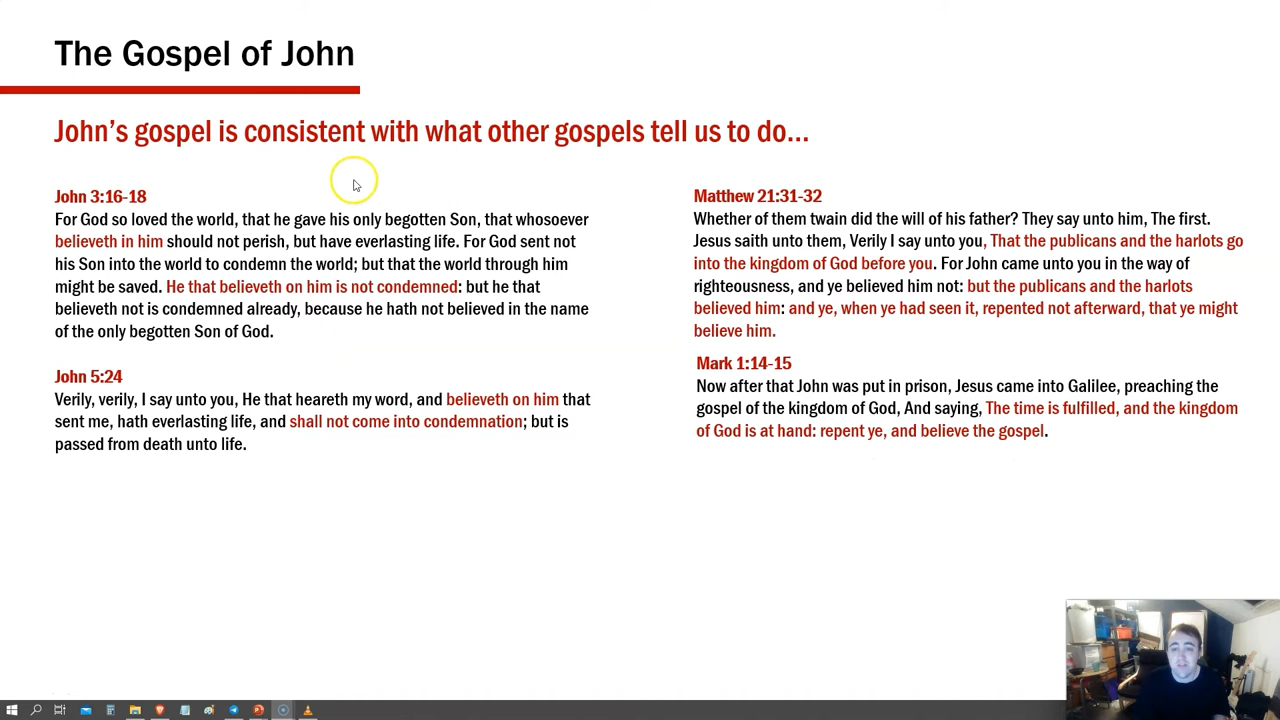 The Gospel of John
John's gospel is consistent with what other gospels tell us to do...
John 3:16-18
For God so loved the world, that he gave his only begotten Son, that whosoever
believeth in him should not perish, but have everlasting life. For God sent not
his Son into the world to condemn the world; but that the world through him
might be saved. He that believeth on him is not condemned: but he that
believeth not is condemned already, because he hath not believed in the name
of the only begotten Son of God.
John 5:24
Verily, verily, I say unto you, He that heareth my word, and believeth on him that
sent me, hath everlasting life, and shall not come into condemnation; but is
passed from death unto life.
Matthew 21:31-32
Whether of them twain did the will of his father? They say unto him, The first.
Jesus saith unto them, Verily I say unto you, That the publicans and the harlots go
into the kingdom of God before you. For John came unto you in the way of
righteousness, and ye believed him not: but the publicans and the harlots
believed him: and ye, when ye had seen it, repented not afterward, that ye might
believe him.
Mark 1:14-15
Now after that John was put in prison, Jesus came into Galilee, preaching the
gospel of the kingdom of God, And saying, The time is fulfilled, and the kingdom
of God is at hand: repent ye, and believe the gospel.